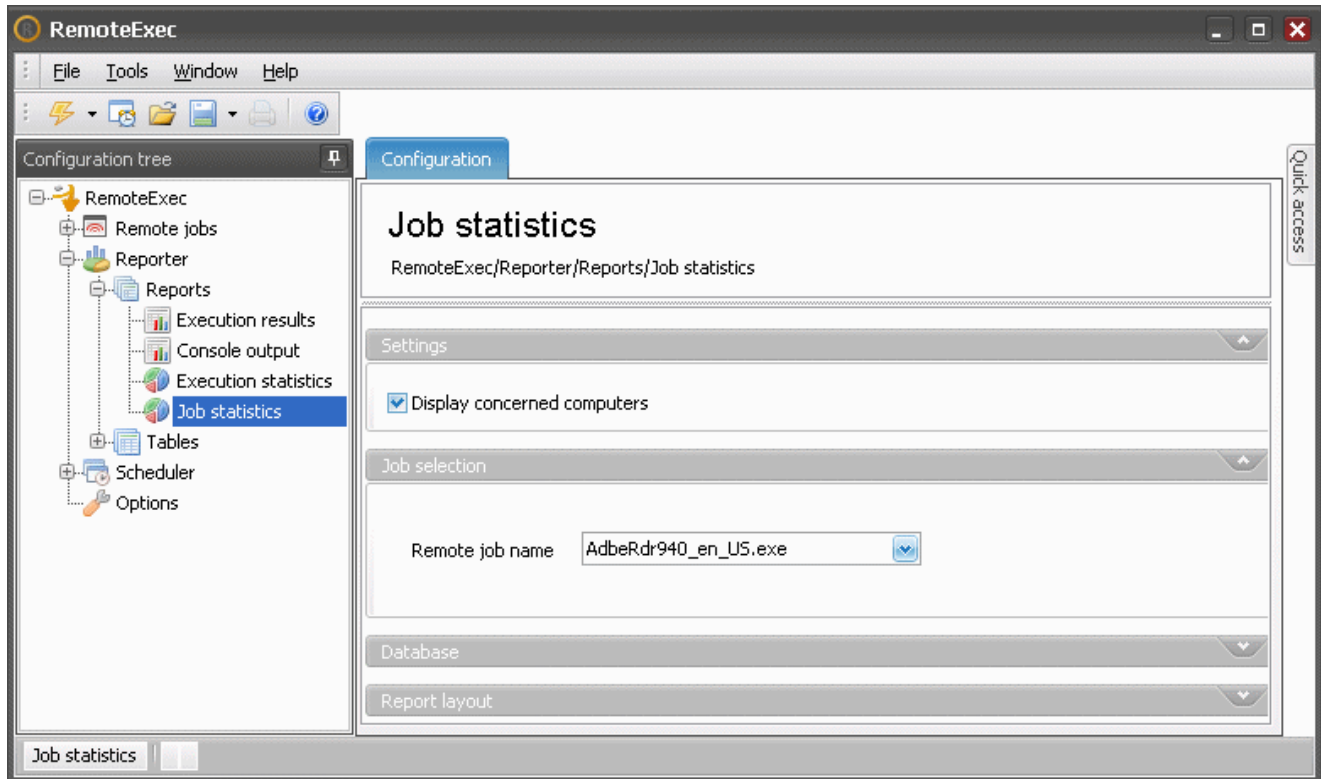 RemoteExec
File Tools Window Help
Configuration tree
RemoteExec
Remote jobs
Reporter
Reports
Execution results
Console output
Execution statistics
Job statistics
Tables
Scheduler
Options
Configuration
Job statistics
RemoteExec/Reporter/Reports/Job statistics
Settings
Display concerned computers
Job selection
Remote job name AdbeRdr940_en_US.exe
Database
Report layout
Quick access
Job statistics